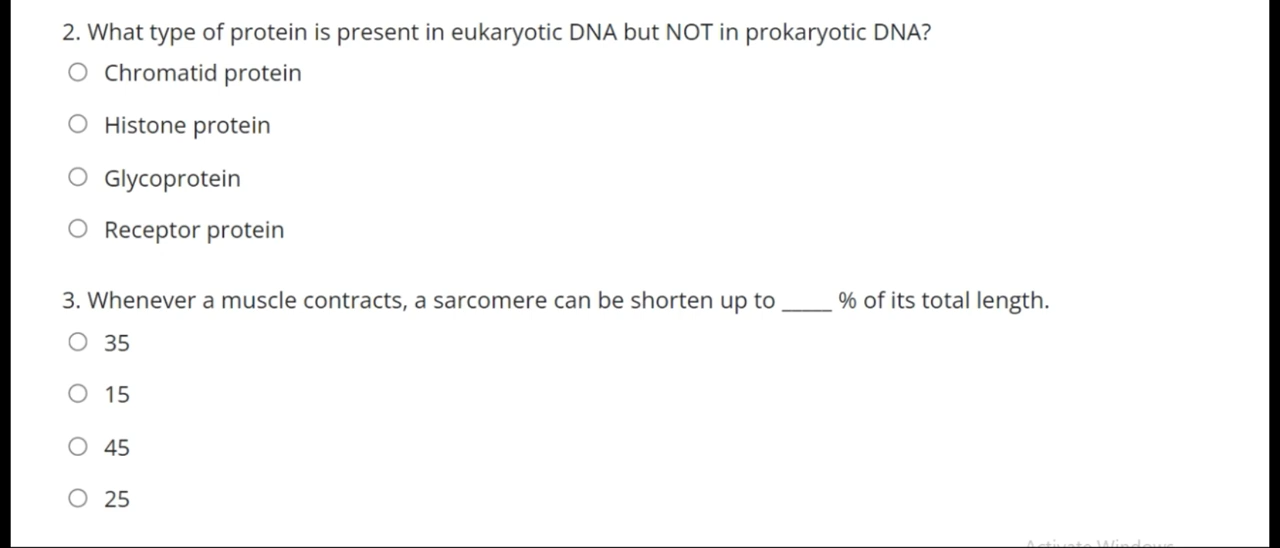 2. What type of protein is present in eukaryotic DNA but NOT in prokaryotic DNA?
Chromatid protein
Histone protein
Glycoprotein
Receptor protein
3. Whenever a muscle contracts, a sarcomere can be shorten up to _____ % of its total length.
35
15
45
25
Activate Windows